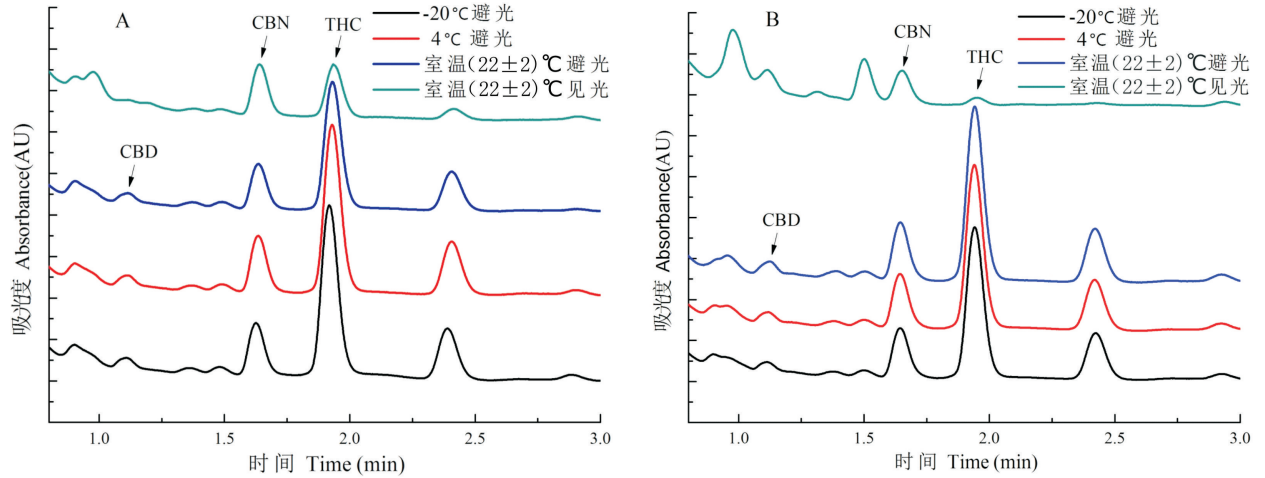 A
CBN
THC
CBD
-20℃避光
4℃ 避光
室温(22±2)℃避光
室温(22±2)℃见光
吸光度 Absorbance(AU)
1.0 1.5 2.0 2.5 3.0
时间 Time (min)
B
CBN
THC
CBD
-20℃避光
4℃ 避光
室温(22±2)℃避光
室温(22±2)℃见光
吸光度 Absorbance(AU)
1.0 1.5 2.0 2.5 3.0
时间 Time (min)